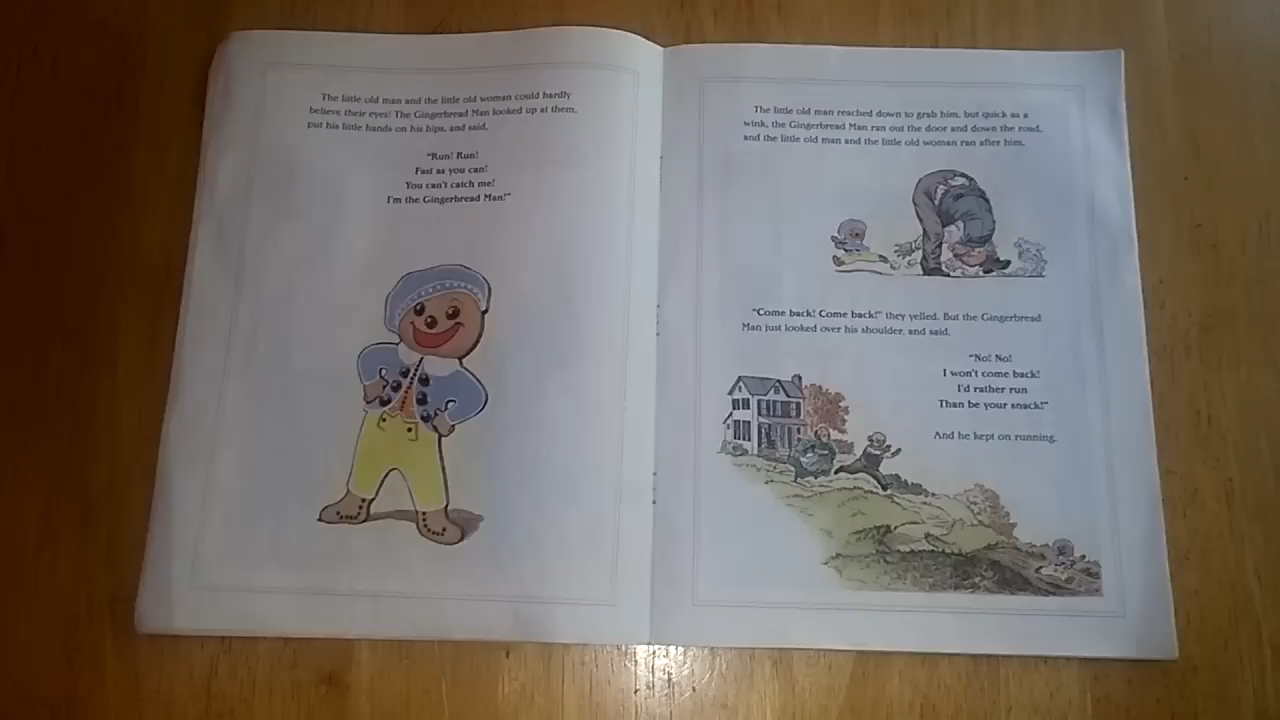 The little old man and the little old woman could hardly
believe their eyes! The Gingerbread Man looked up at them,
put his little hands on his hips, and said,
"Run! Run!
Fast as you can!
You can't catch me!
I'm the Gingerbread Man!"
The little old man reached down to grab him, but quick as a
wink, the Gingerbread Man ran out the door and down the road,
and the little old man and the little old woman ran after him.
"Come back! Come back!" they yelled. But the Gingerbread
Man just looked over his shoulder, and said,
"No! No!
I won't come back!
I'd rather run
Than be your snack!"
And he kept on running.